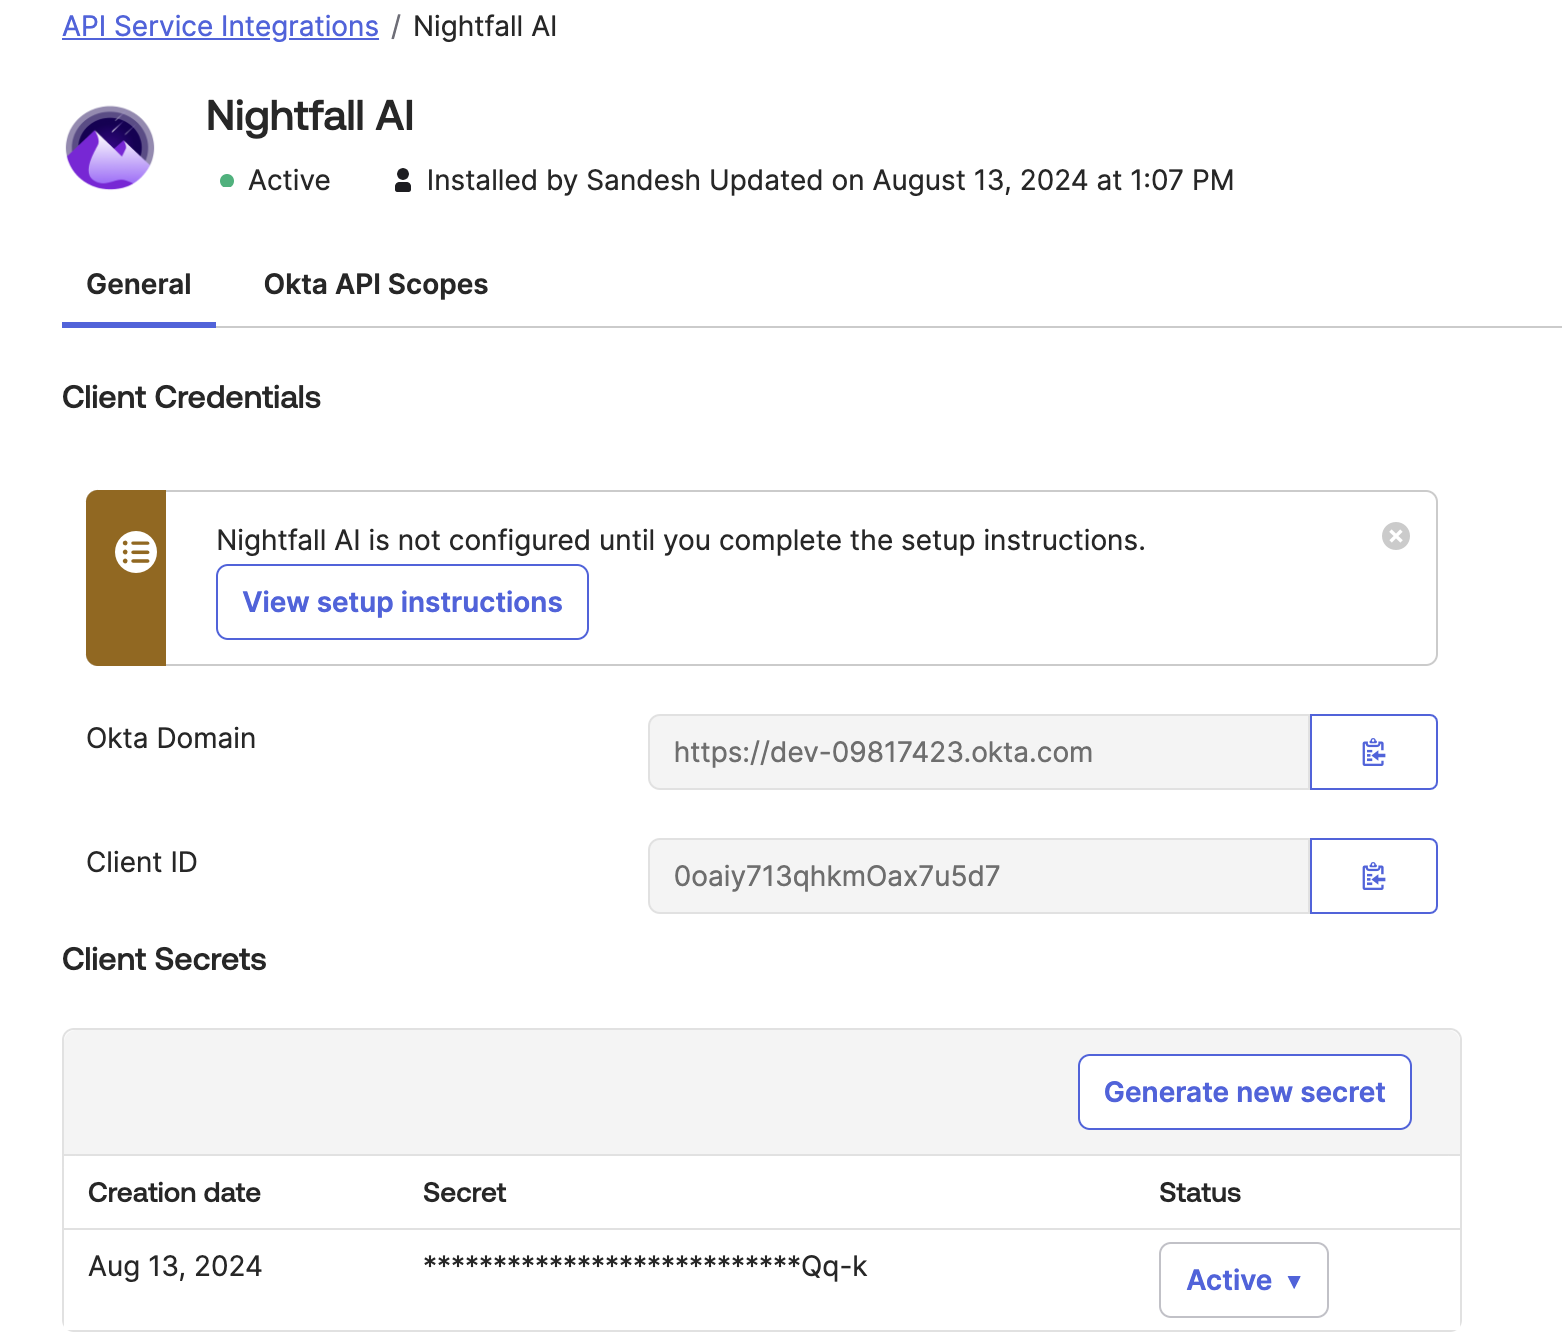 API Service Integrations / Nightfall AI
Nightfall AI
Active Installed by Sandesh Updated on August 13, 2024 at 1:07 PM
General Okta API Scopes
Client Credentials
Nightfall AI is not configured until you complete the setup instructions.
View setup instructions
Okta Domain https://dev-09817423.okta.com
Client ID 0oaiy713qhkmOax7u5d7
Client Secrets
Generate new secret
Creation date Secret Status
Aug 13, 2024 ***************************Qq-k Active ▼